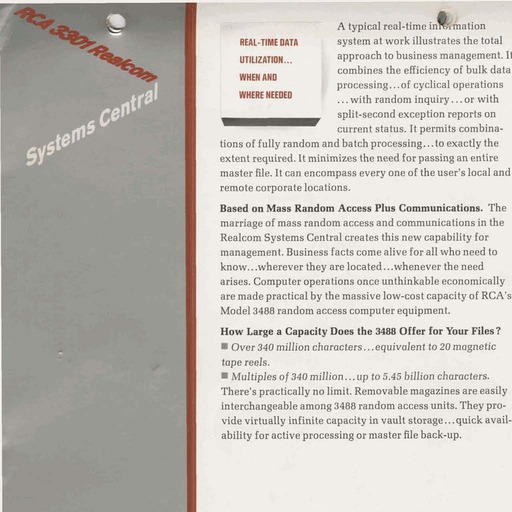 RCA 3301 Realcom
Systems Central
REAL-TIME DATA
UTILIZATION...
WHEN AND
WHERE NEEDED
A typical real-time information
system at work illustrates the total
approach to business management. It
combines the efficiency of bulk data
processing...of cyclical operations
...with random inquiry...or with
split-second exception reports on
current status. It permits combina-
tions of fully random and batch processing...to exactly the
extent required. It minimizes the need for passing an entire
master file. It can encompass every one of the user's local and
remote corporate locations.
Based on Mass Random Access Plus Communications. The
marriage of mass random access and communications in the
Realcom Systems Central creates this new capability for
management. Business facts come alive for all who need to
know...wherever they are located...whenever the need
arises. Computer operations once unthinkable economically
are made practical by the massive low-cost capacity of RCA's
Model 3488 random access computer equipment.
How Large a Capacity Does the 3488 Offer for Your Files?
■ Over 340 million characters...equivalent to 20 magnetic
tape reels.
■ Multiples of 340 million...up to 5.45 billion characters.
There's practically no limit. Removable magazines are easily
interchangeable among 3488 random access units. They pro-
vide virtually infinite capacity in vault storage...quick avail-
ability for active processing or master file back-up.